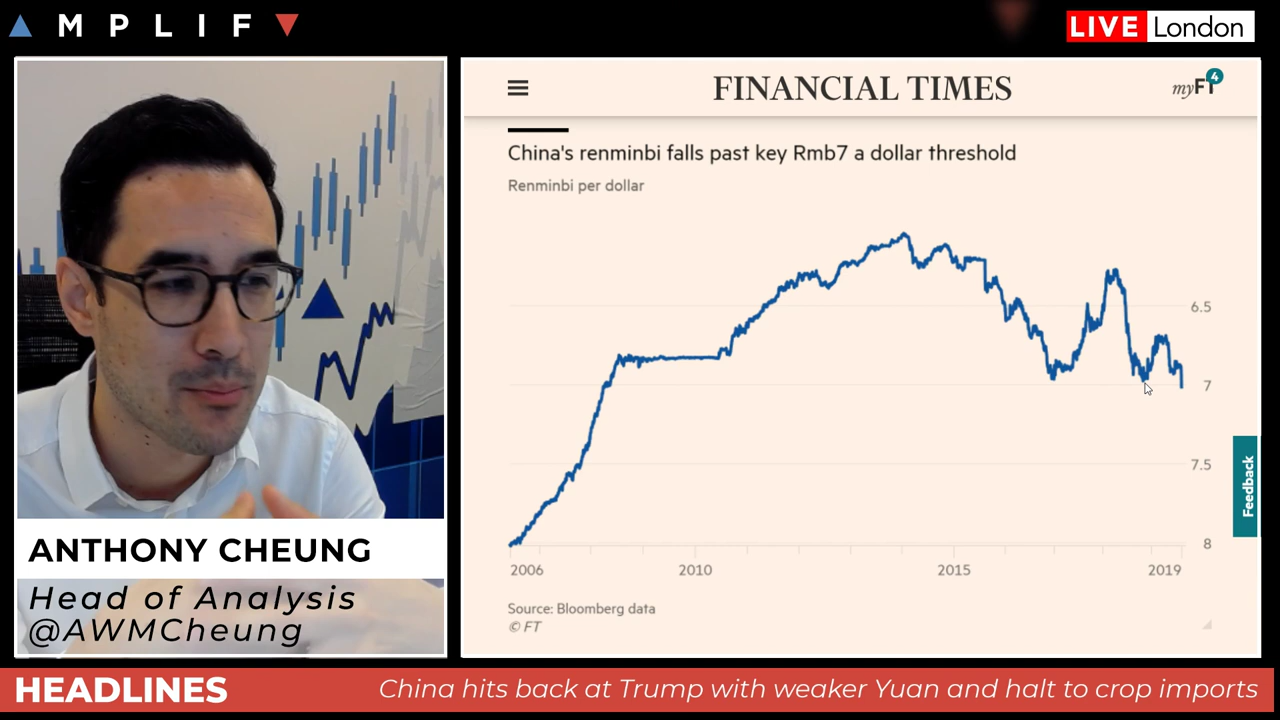 MPLIF
LIVE London
ANTHONY CHEUNG
Head of Analysis
@AWMCheung
FINANCIAL TIMES
myFT 4
China's renminbi falls past key Rmb7 a dollar threshold
Renminbi per dollar
6.5
7
7.5
8
2006 2010 2015 2019
Source: Bloomberg data
© FT
Feedback
HEADLINES China hits back at Trump with weaker Yuan and halt to crop imports